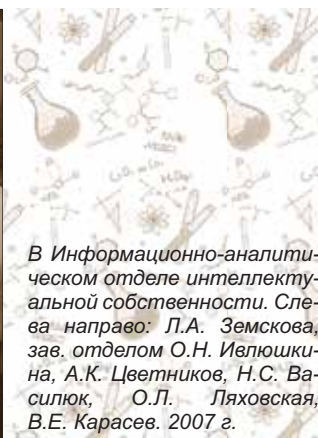 В Информационно-аналити-
ческом отделе интеллекту-
альной собственности. Сле-
ва направо: Л.А. Земскова,
зав. отделом О.Н. Ивлюшки-
на, А.К. Цветников, Н.С. Ва-
силюк, О.Л. Ляховская,
В.Е. Карасев. 2007 г.